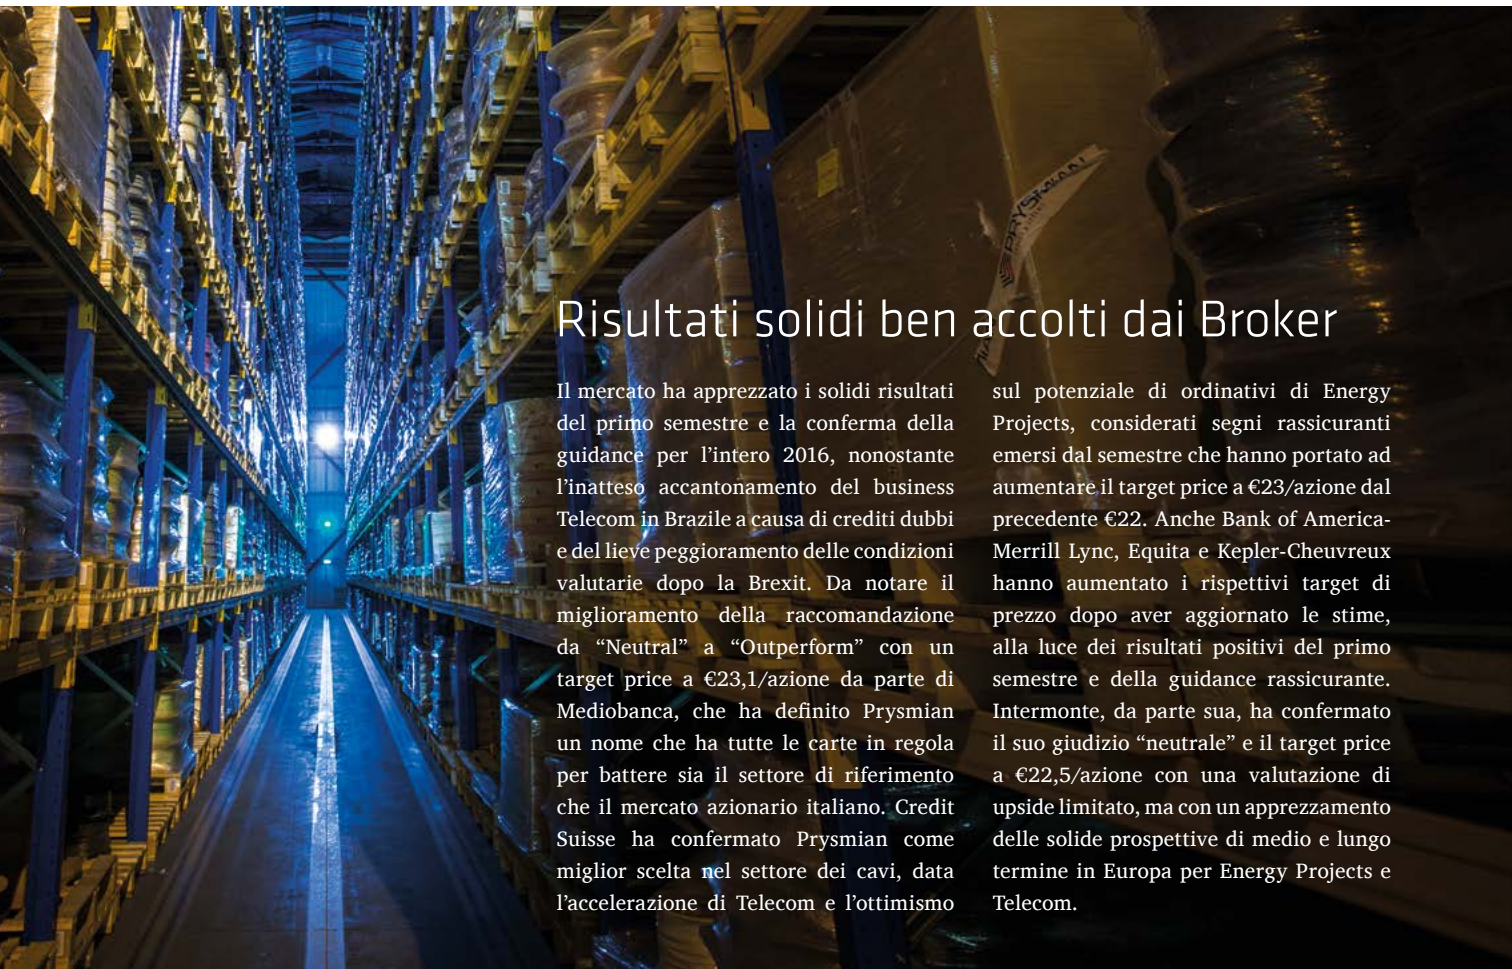 PRYSMIAN
Risultati solidi ben accolti dai Broker
Il mercato ha apprezzato i solidi risultati
del primo semestre e la conferma della
guidance per l’intero 2016, nonostante
l’inatteso accantonamento del business
Telecom in Brazile a causa di crediti dubbi
e del lieve peggioramento delle condizioni
valutarie dopo la Brexit. Da notare il
miglioramento della raccomandazione
da “Neutral” a “Outperform” con un
target price a €23,1/azione da parte di
Mediobanca, che ha definito Prysmian
un nome che ha tutte le carte in regola
per battere sia il settore di riferimento
che il mercato azionario italiano. Credit
Suisse ha confermato Prysmian come
miglior scelta nel settore dei cavi, data
l’accelerazione di Telecom e l’ottimismo
sul potenziale di ordinativi di Energy
Projects, considerati segni rassicuranti
emersi dal semestre che hanno portato ad
aumentare il target price a €23/azione dal
precedente €22. Anche Bank of America-
Merrill Lync, Equita e Kepler-Cheuvreux
hanno aumentato i rispettivi target di
prezzo dopo aver aggiornato le stime,
alla luce dei risultati positivi del primo
semestre e della guidance rassicurante.
Intermonte, da parte sua, ha confermato
il suo giudizio “neutrale” e il target price
a €22,5/azione con una valutazione di
upside limitato, ma con un apprezzamento
delle solide prospettive di medio e lungo
termine in Europa per Energy Projects e
Telecom.